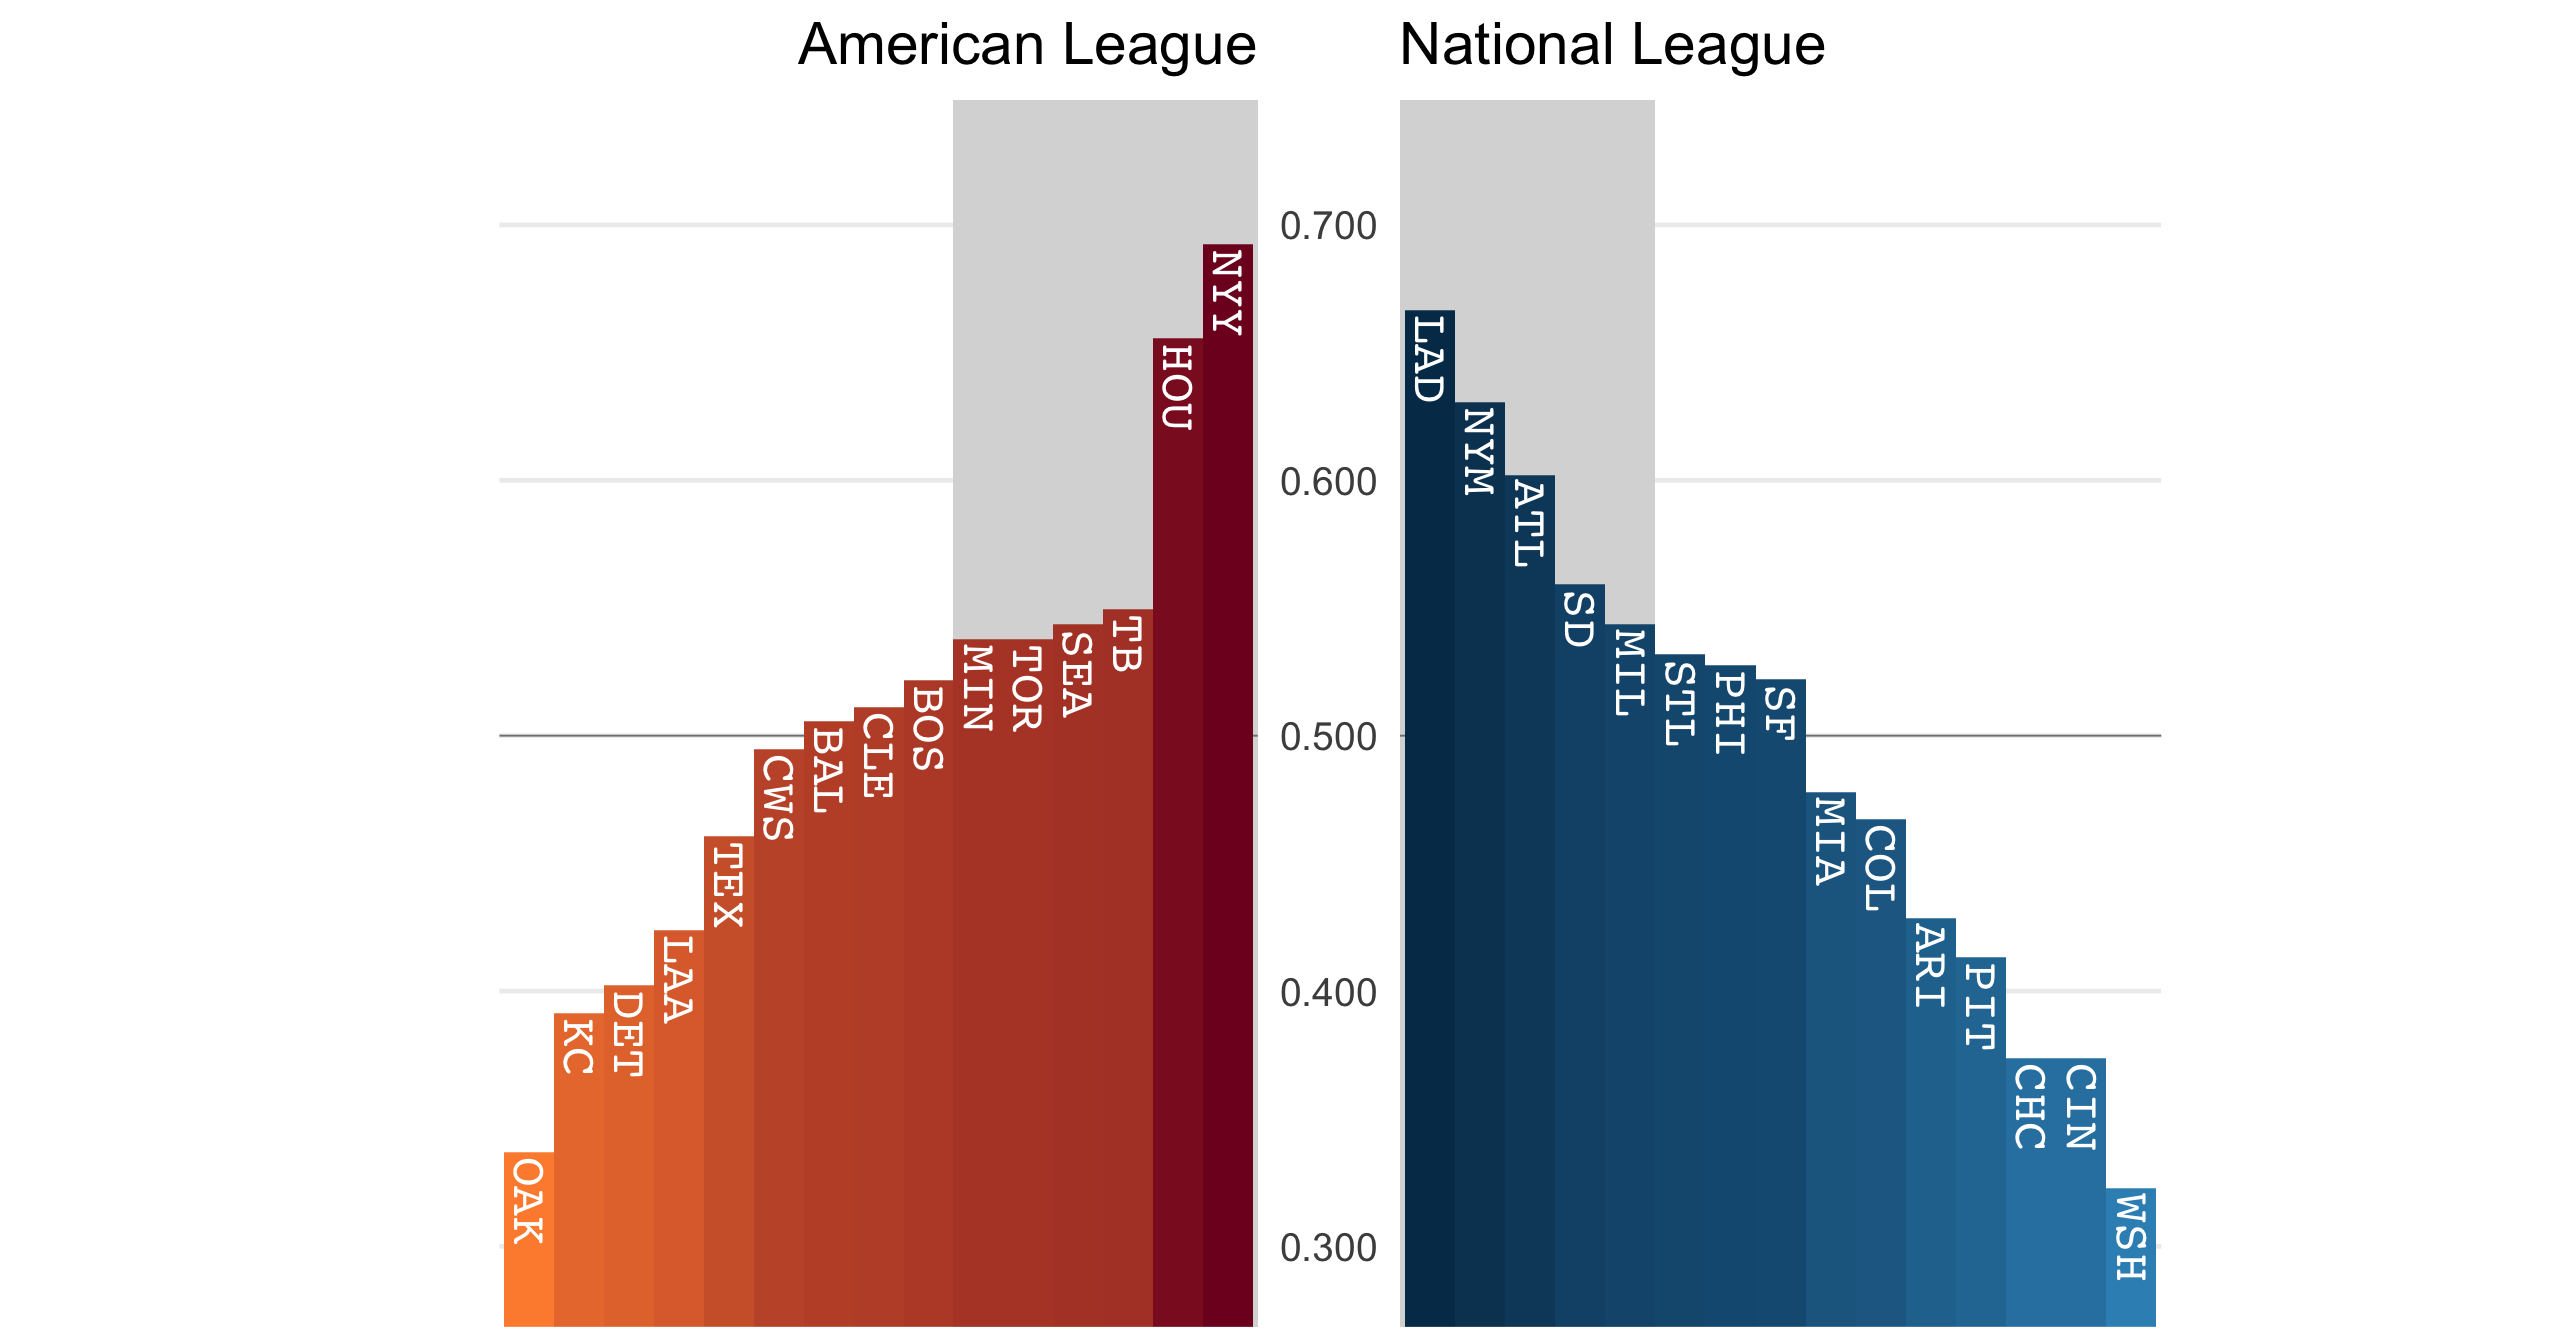 American League
National League
0.700
0.600
0.500
0.400
0.300
OAK
KC
DET
LAA
TEX
CWS
BAL
CLE
BOS
MIN
TOR
SEA
TB
HOU
NYY
LAD
NYM
ATL
SD
MIL
STL
PHI
SF
MIA
COL
ARI
PIT
CHC
CIN
WSH